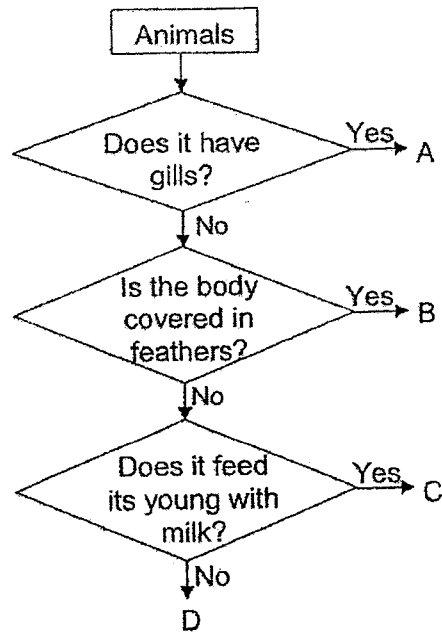 Animals
Does it have
gills?
Yes
A
No
Is the body
covered in
feathers?
Yes
B
No
Does it feed
its young with
milk?
Yes
C
No
D